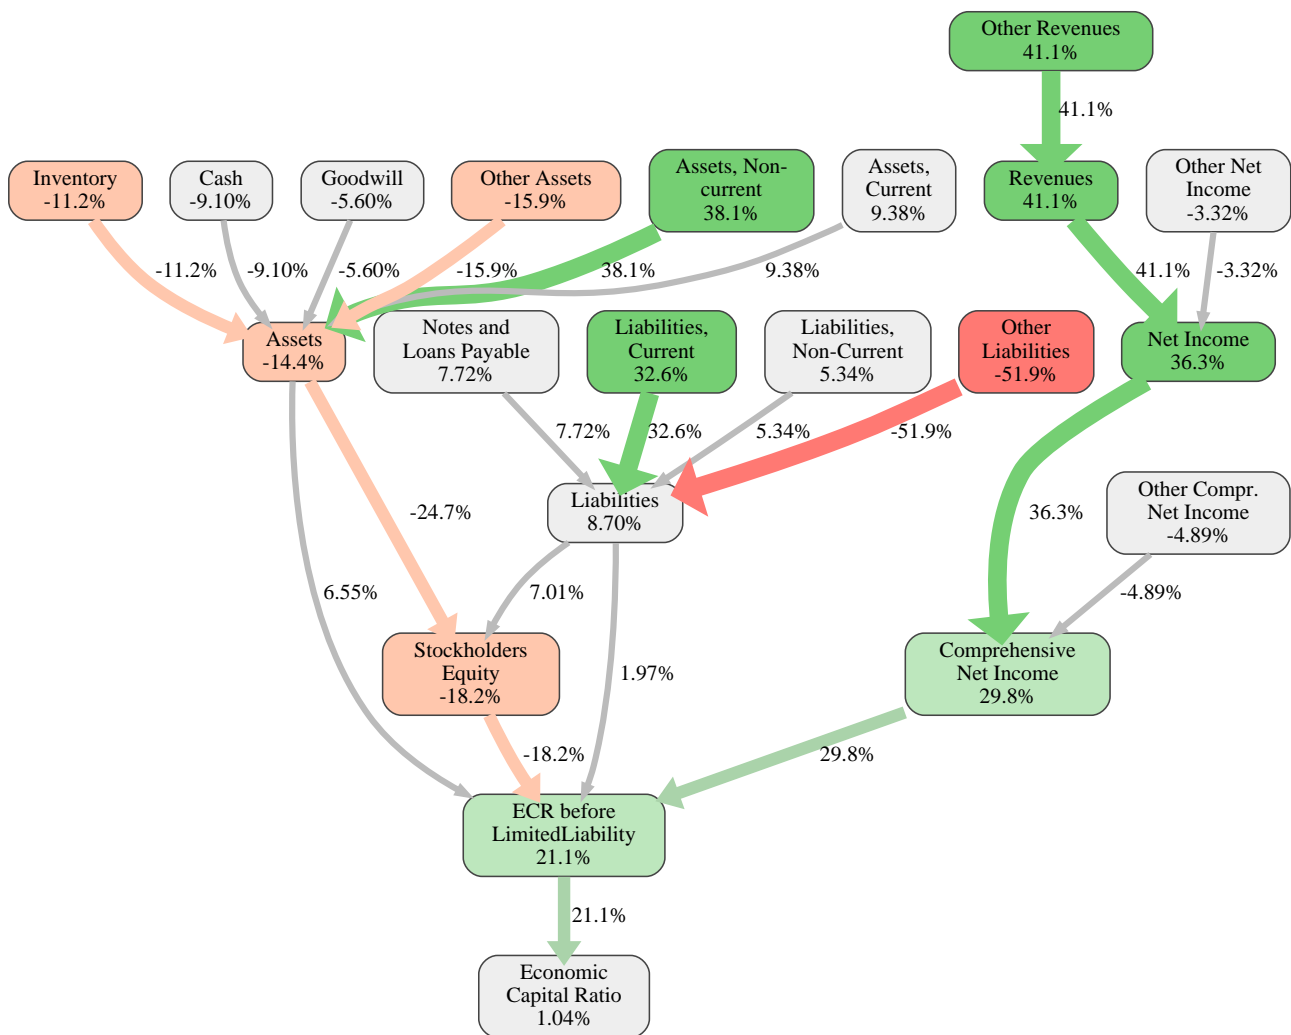 Other Revenues
41.1%
41.1%
Inventory
-11.2%
Cash
-9.10%
Goodwill
-5.60%
Other Assets
-15.9%
Assets, Non-
current
38.1%
Assets,
Current
9.38%
Revenues
41.1%
Other Net
Income
-3.32%
-11.2%
-9.10%
-5.60%
-15.9%
38.1%
9.38%
41.1%
-3.32%
Assets
-14.4%
Notes and
Loans Payable
7.72%
Liabilities,
Current
32.6%
Liabilities,
Non-Current
5.34%
Other
Liabilities
-51.9%
Net Income
36.3%
7.72%
32.6%
5.34%
-51.9%
Liabilities
8.70%
Other Compr.
Net Income
-4.89%
-24.7%
36.3%
6.55%
7.01%
-4.89%
Stockholders
Equity
-18.2%
1.97%
Comprehensive
Net Income
29.8%
-18.2%
29.8%
ECR before
LimitedLiability
21.1%
21.1%
Economic
Capital Ratio
1.04%